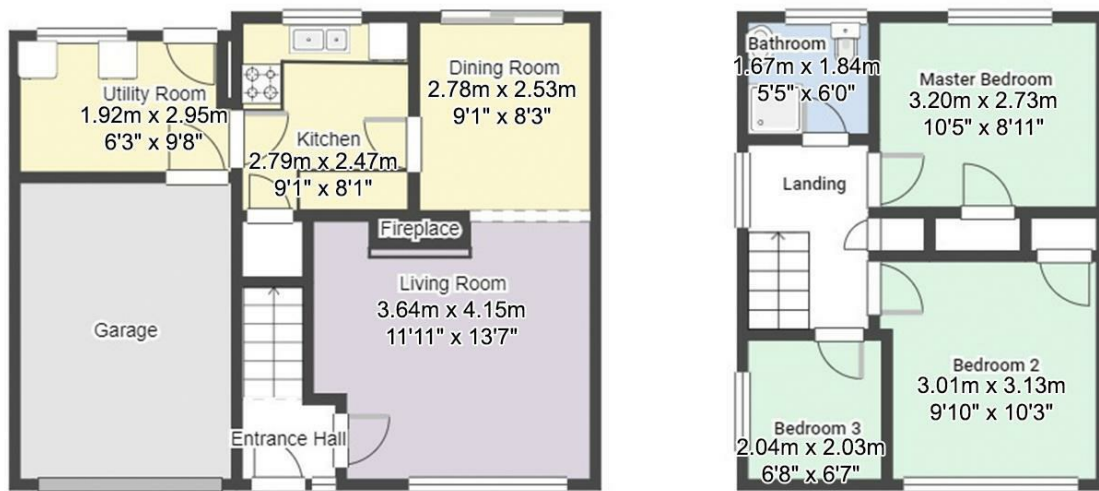 Utility Room
1.92m x 2.95m
6'3" x 9'8"
Kitchen
2.79m x 2.47m
9'1" x 8'1"
Dining Room
2.78m x 2.53m
9'1" x 8'3"
Fireplace
Living Room
3.64m x 4.15m
11'11" x 13'7"
Garage
Entrance Hall
Bathroom
1.67m x 1.84m
5'5" x 6'0"
Master Bedroom
3.20m x 2.73m
10'5" x 8'11"
Landing
Bedroom 2
3.01m x 3.13m
9'10" x 10'3"
Bedroom 3
2.04m x 2.03m
6'8" x 6'7"